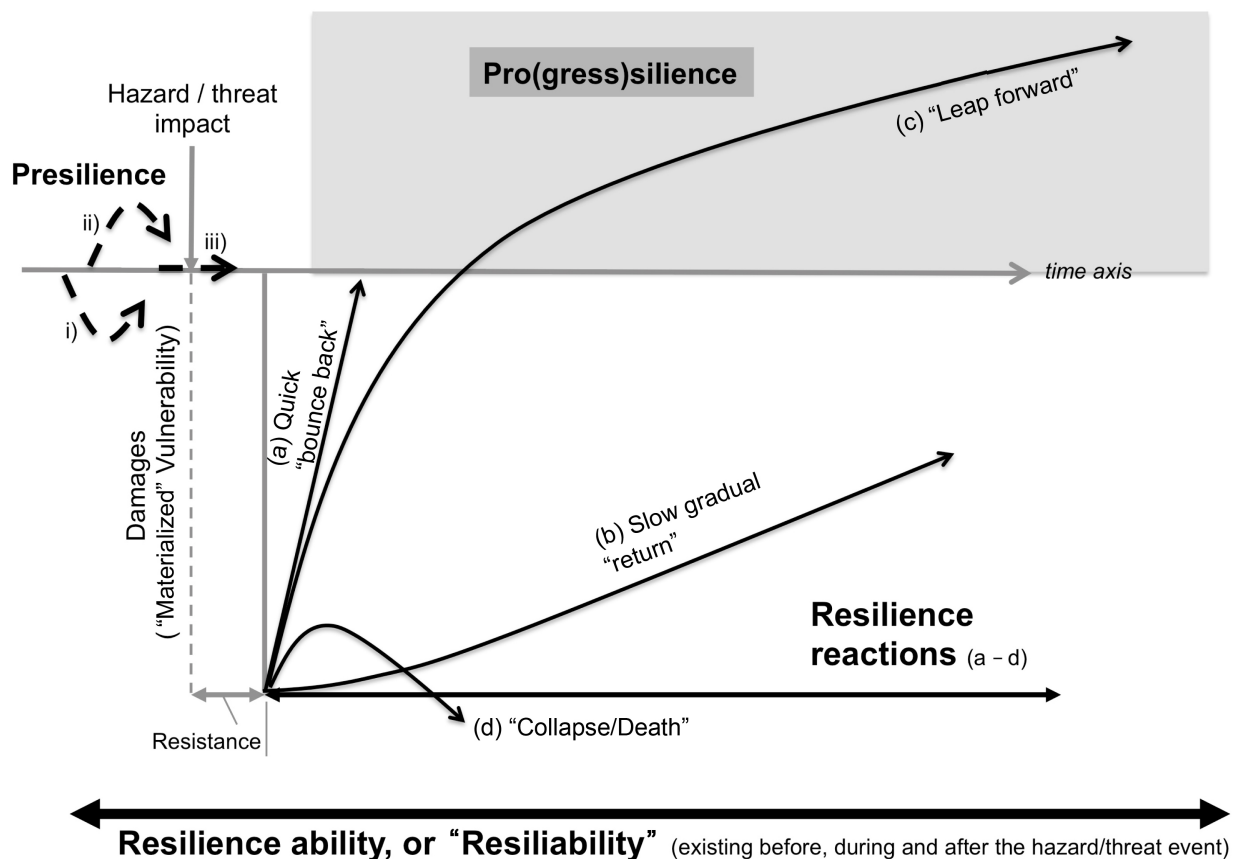 Pro(gress)silience
Hazard / threat
impact
(c) “Leap forward”
Presilience
ii)
iii)
time axis
i)
(a) Quick
“bounce back”
Damages
( “Materialized” Vulnerability)
(b) Slow gradual
“return”
Resilience
reactions (a – d)
(d) “Collapse/Death”
Resistance
Resilience ability, or “Resiliability” (existing before, during and after the hazard/threat event)